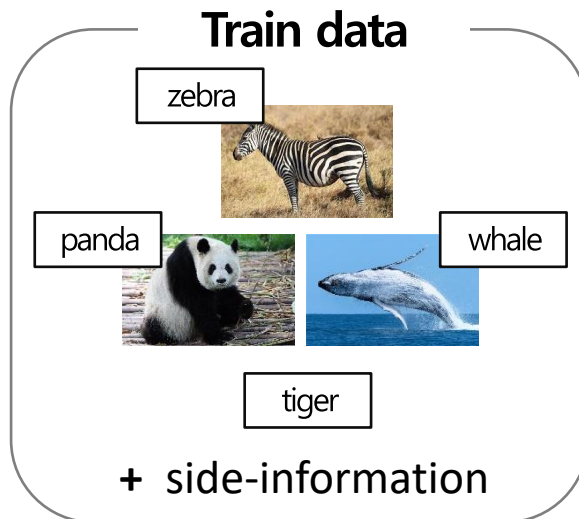 Train data
zebra
panda
whale
tiger
+ side-information